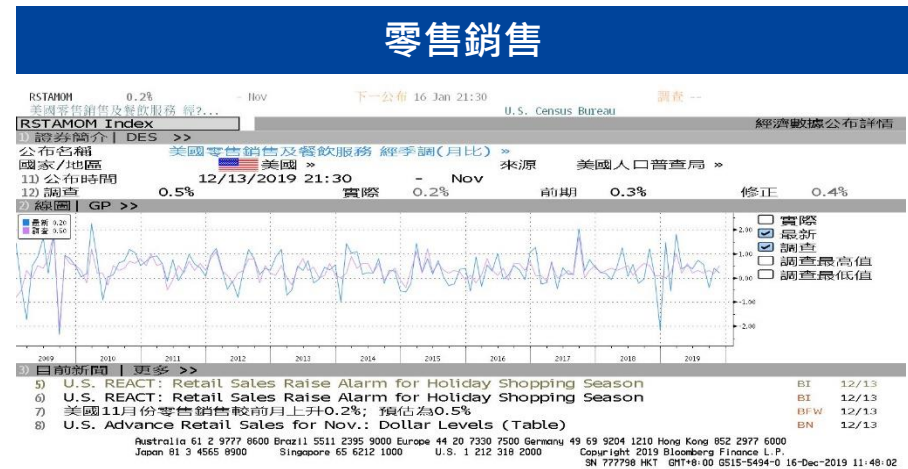 零售銷售
RSTAMOM 0.2% - Nov 下一公布 16 Jan 21:30 調查 --
美國零售銷售及餐飲服務 經?... U.S. Census Bureau
RSTAMOM Index 經濟數據公布詳情
1) 證券簡介 | DES >>
公布名稱 美國零售銷售及餐飲服務 經季調(月比) »
國家/地區 美國 » 來源 美國人口普查局 »
11) 公布時間 12/13/2019 21:30 - Nov
12) 調查 0.5% 實際 0.2% 前期 0.3% 修正 0.4%
2) 線圖 | GP >>
最新 0.20
調查 0.50
2.00
1.00
0.00
-1.00
-2.00
實際
最新
調查
調查最高值
調查最低值
2009 2010 2011 2012 2013 2014 2015 2016 2017 2018 2019
3) 目前新聞 | 更多 >>
5) U.S. REACT: Retail Sales Raise Alarm for Holiday Shopping Season BI 12/13
6) U.S. REACT: Retail Sales Raise Alarm for Holiday Shopping Season BI 12/13
7) 美國11月份零售銷售較前月上升0.2%; 預估為0.5% BFW 12/13
8) U.S. Advance Retail Sales for Nov.: Dollar Levels (Table) BN 12/13
Australia 61 2 9777 8600 Brazil 5511 2395 9000 Europe 44 20 7330 7500 Germany 49 69 9204 1210 Hong Kong 852 2977 6000
Japan 81 3 4565 8900 Singapore 65 6212 1000 U.S. 1 212 318 2000 Copyright 2019 Bloomberg Finance L.P.
SN 777798 HKT GMT+8:00 G515-5494-0 16-Dec-2019 11:48:02